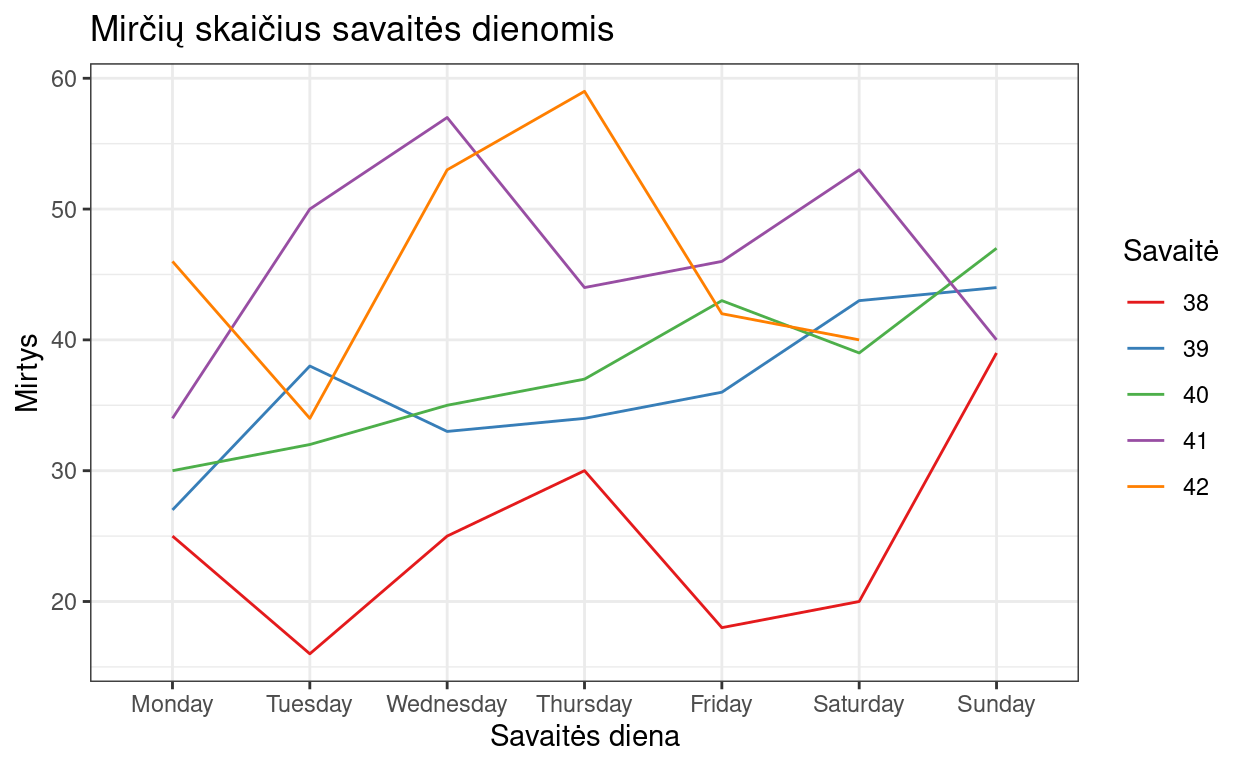 Mirčių skaičius savaitės dienomis
Mirtys
60
50
40
30
20
Monday Tuesday Wednesday Thursday Friday Saturday Sunday
Savaitės diena
Savaitė
38
39
40
41
42